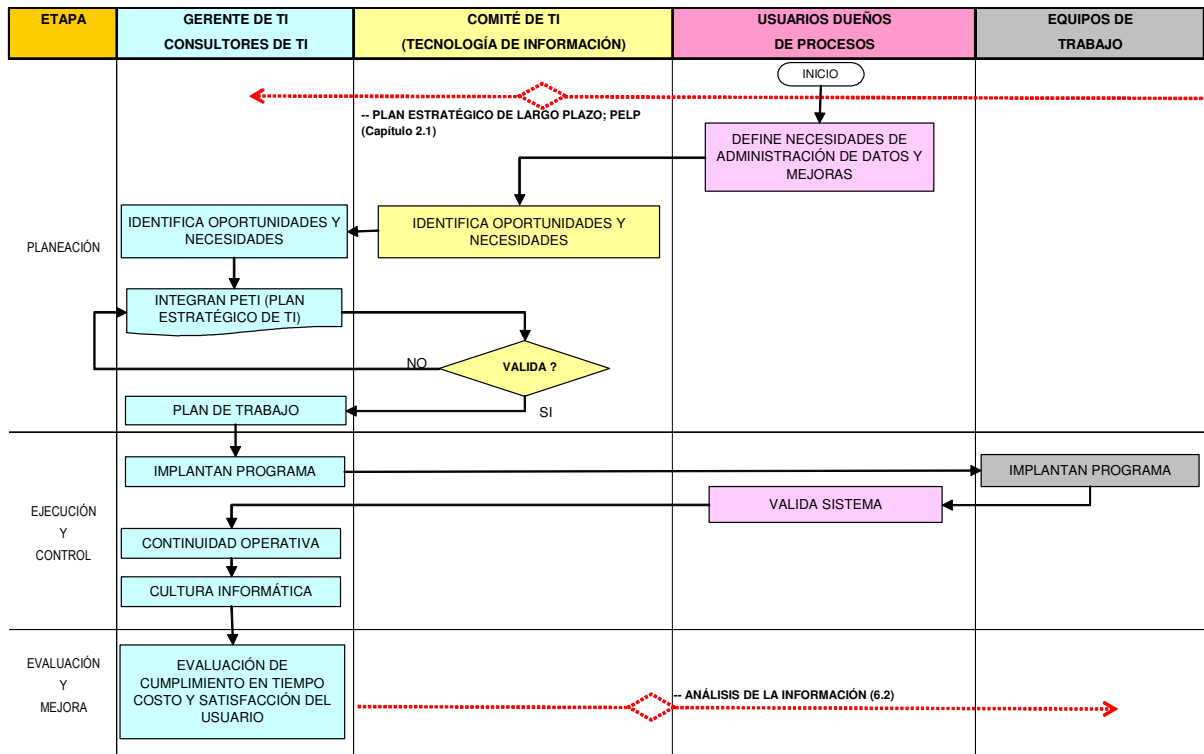 ETAPA
GERENTE DE TI
CONSULTORES DE TI
COMITÉ DE TI
(TECNOLOGÍA DE INFORMACIÓN)
USUARIOS DUEÑOS
DE PROCESOS
EQUIPOS DE
TRABAJO
INICIO
-- PLAN ESTRATÉGICO DE LARGO PLAZO; PELP
(Capítulo 2.1)
DEFINE NECESIDADES DE
ADMINISTRACIÓN DE DATOS Y
MEJORAS
PLANEACIÓN
IDENTIFICA OPORTUNIDADES Y
NECESIDADES
IDENTIFICA OPORTUNIDADES Y
NECESIDADES
INTEGRAN PETI (PLAN
ESTRATÉGICO DE TI)
NO
VALIDA ?
SI
PLAN DE TRABAJO
EJECUCIÓN
Y
CONTROL
IMPLANTAN PROGRAMA
IMPLANTAN PROGRAMA
VALIDA SISTEMA
CONTINUIDAD OPERATIVA
CULTURA INFORMÁTICA
EVALUACIÓN
Y
MEJORA
EVALUACIÓN DE
CUMPLIMIENTO EN TIEMPO
COSTO Y SATISFACCIÓN DEL
USUARIO
-- ANÁLISIS DE LA INFORMACIÓN (6.2)